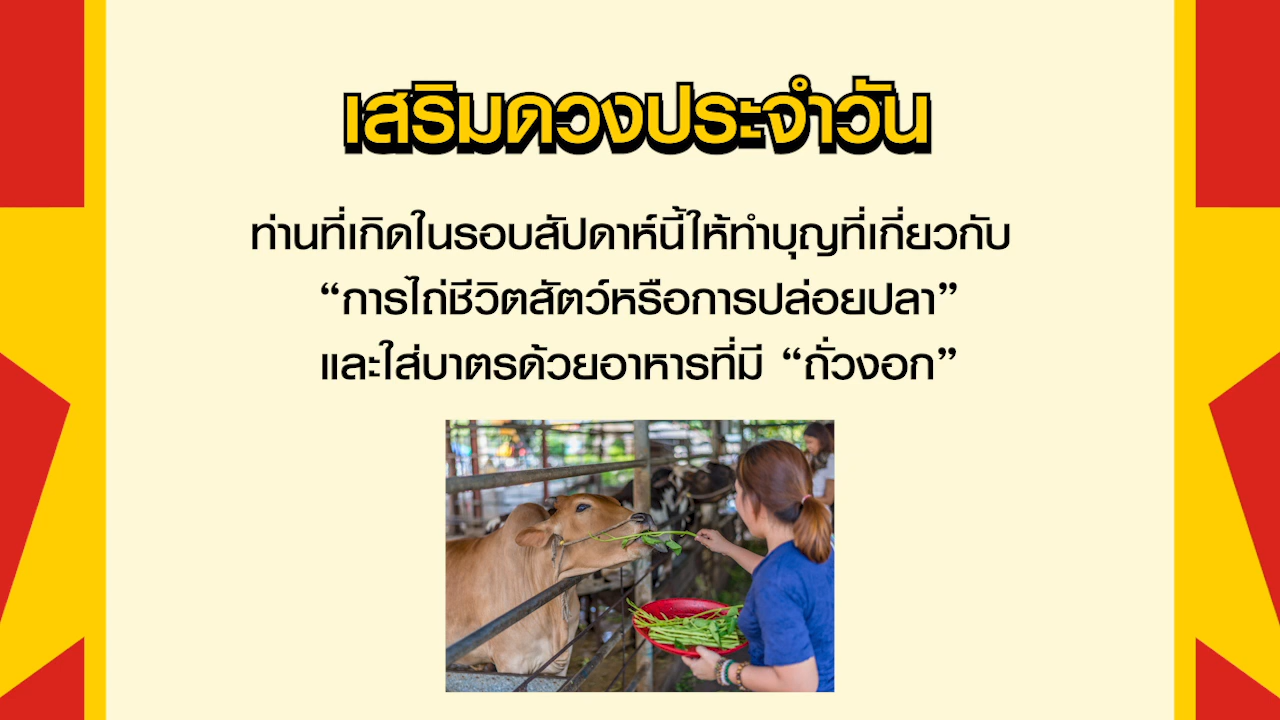 เสริมดวงประจำวัน
ท่านที่เกิดในรอบสัปดาห์นี้ให้ทำบุญที่เกี่ยวกับ
“การไถ่ชีวิตสัตว์หรือการปล่อยปลา”
และใส่บาตรด้วยอาหารที่มี “ถั่วงอก”